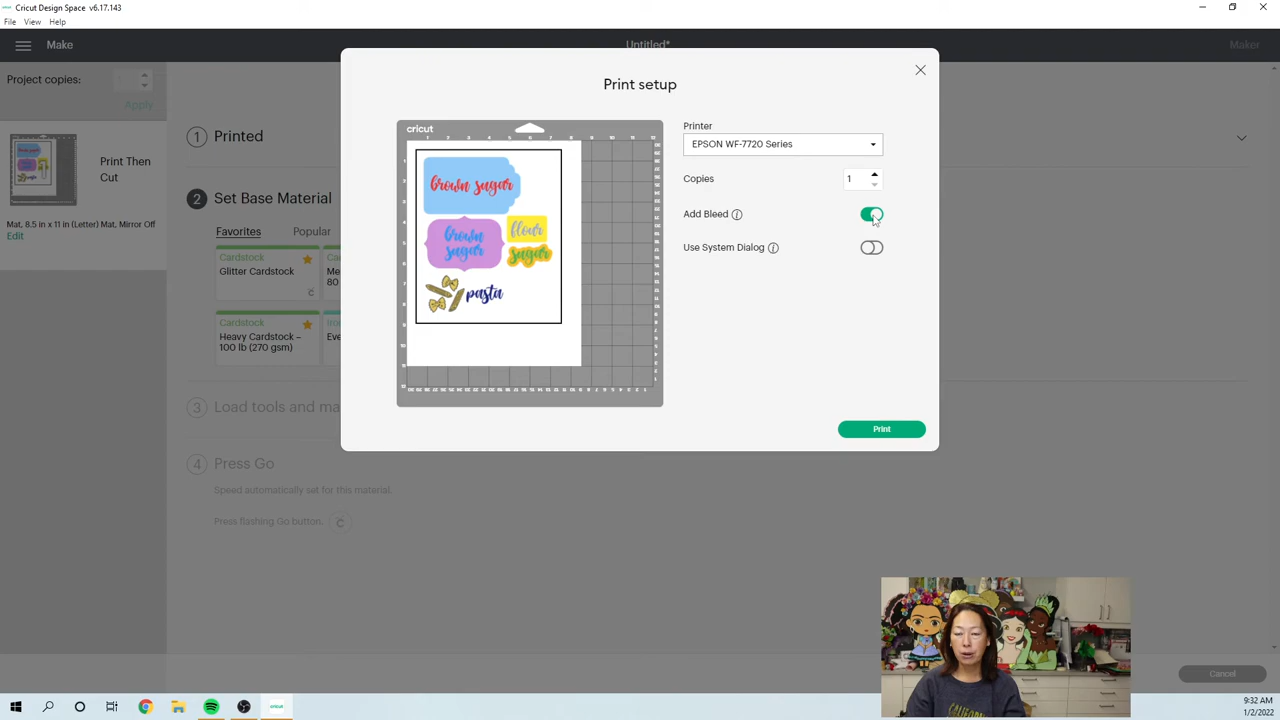 Cricut Design Space v6.17.143
File View Help
Make
Untitled*
Maker
Project copies:
Apply
Print Then
Cut
Mat, 8.5 x 11 in (Letter) Mat, Mirror Off
Edit
1 Printed
2 Set Base Material
Favorites Popular
Cardstock
Glitter Cardstock
C
Me
80
Cardstock
Heavy Cardstock –
100 lb (270 gsm)
Iro
Eve
3 Load tools and ma
4 Press Go
Speed automatically set for this material.
Press flashing Go button.
Print setup
cricut
brown sugar
brown
sugar
flour
sugar
pasta
Printer
EPSON WF-7720 Series
Copies
1
Add Bleed
Use System Dialog
Print
Cancel
9:32 AM
1/2/2022